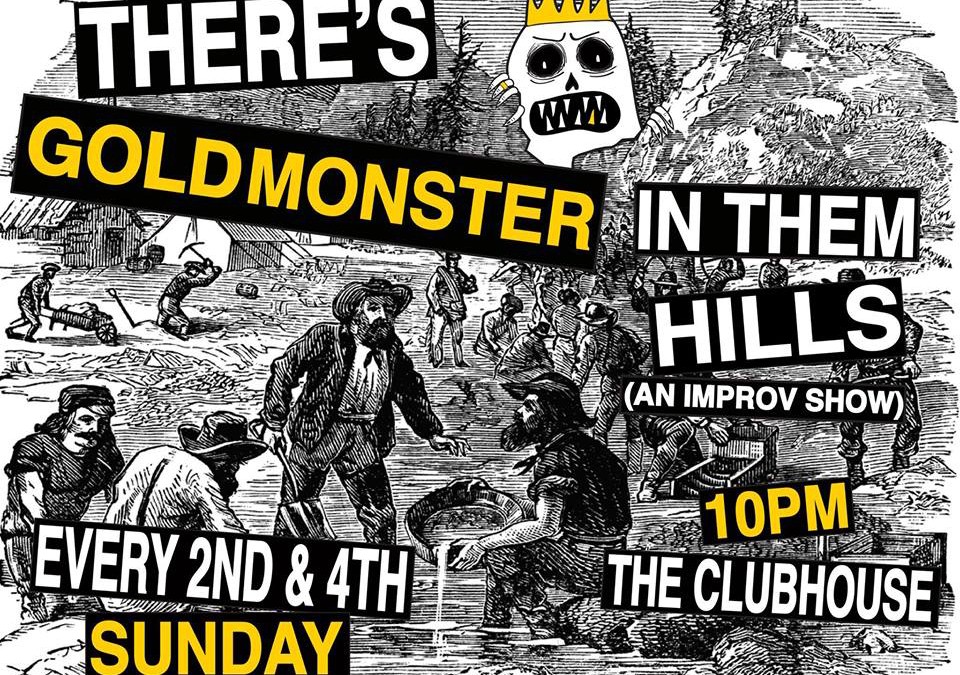 THERE'S
GOLDMONSTER
IN THEM
HILLS
(AN IMPROV SHOW)
10PM
THE CLUBHOUSE
EVERY 2ND & 4TH
SUNDAY